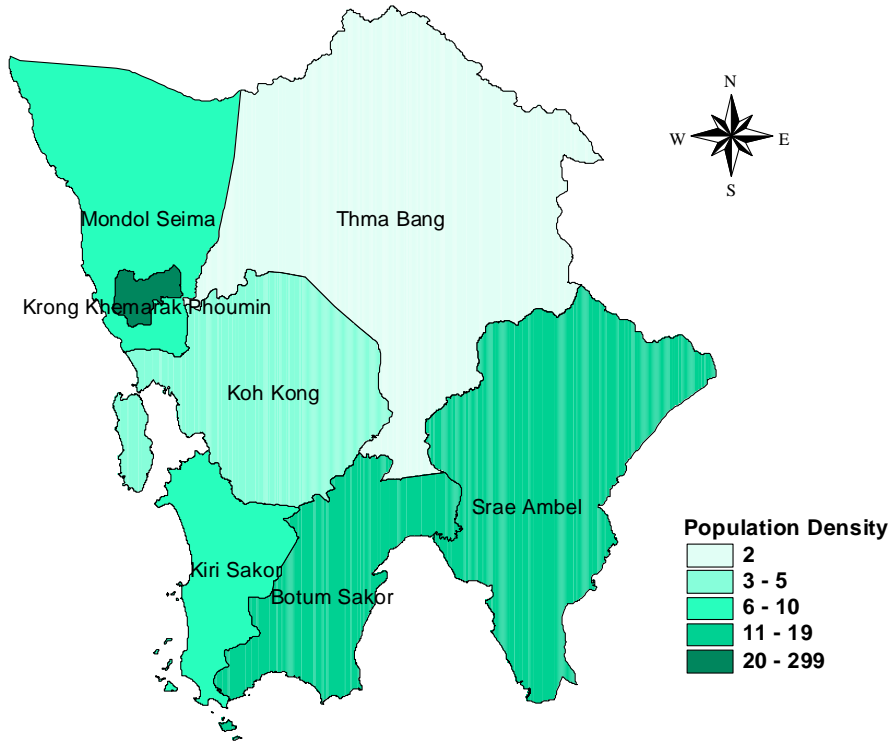 N
W E
S
Mondol Seima
Thma Bang
Krong Khemarak Phoumin
Koh Kong
Srae Ambel
Kiri Sakor
Botum Sakor
Population Density
2
3 - 5
6 - 10
11 - 19
20 - 299